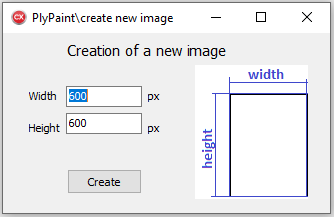 PlyPaint\create new image
Creation of a new image
Width 600 px
Height 600 px
Create
width
height